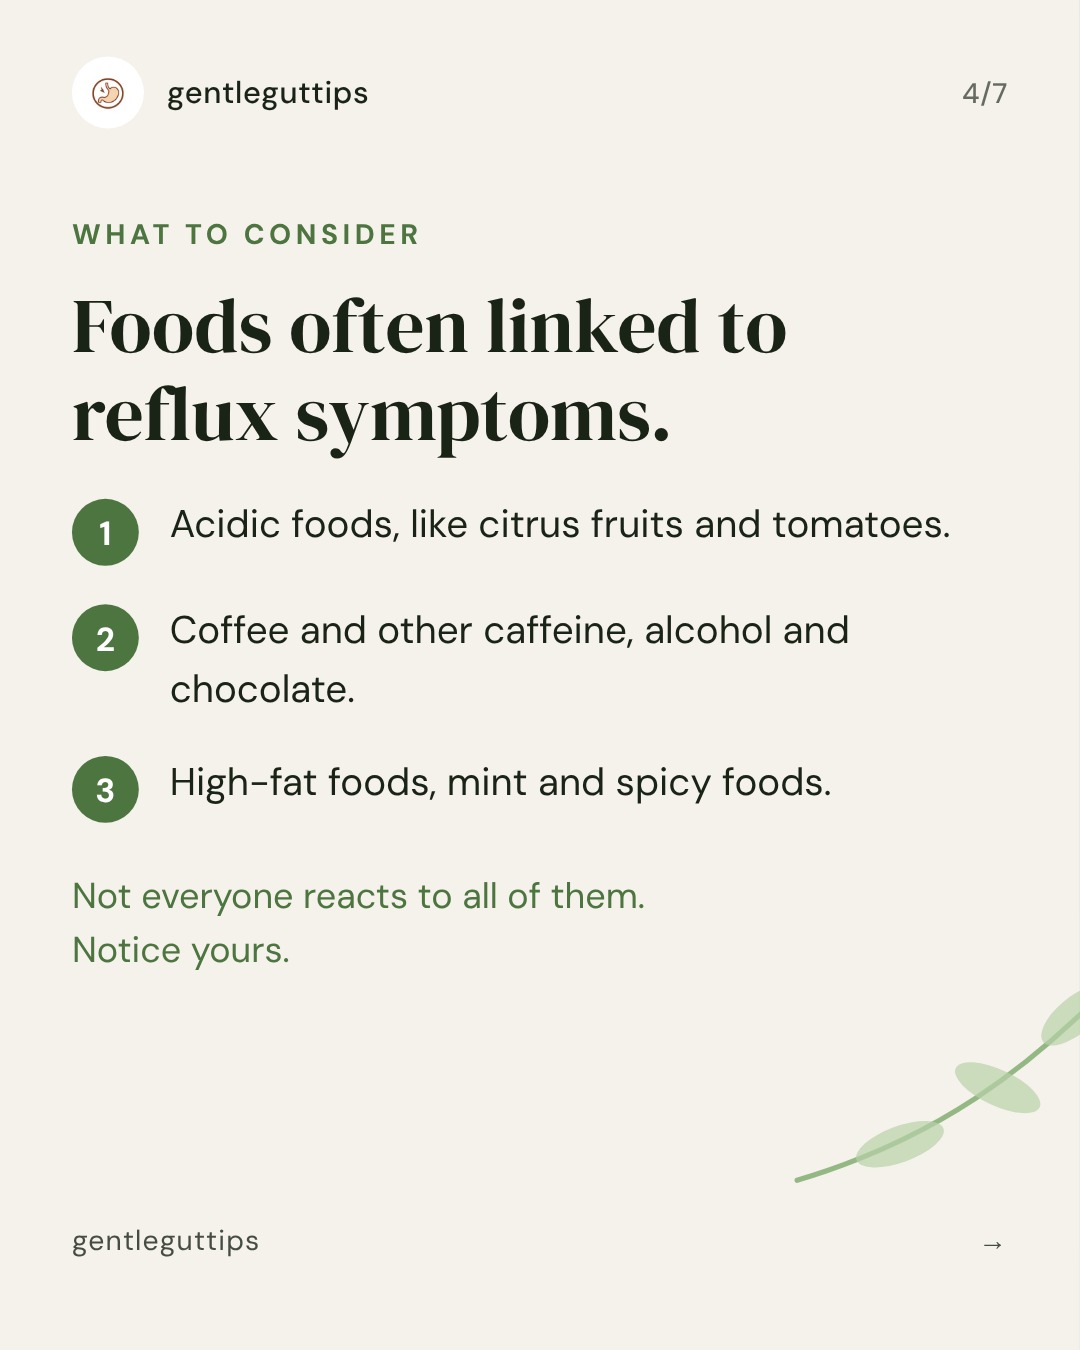 gentleguttips
4/7
WHAT TO CONSIDER
Foods often linked to
reflux symptoms.
1 Acidic foods, like citrus fruits and tomatoes.
2 Coffee and other caffeine, alcohol and
chocolate.
3 High-fat foods, mint and spicy foods.
Not everyone reacts to all of them.
Notice yours.
gentleguttips
→